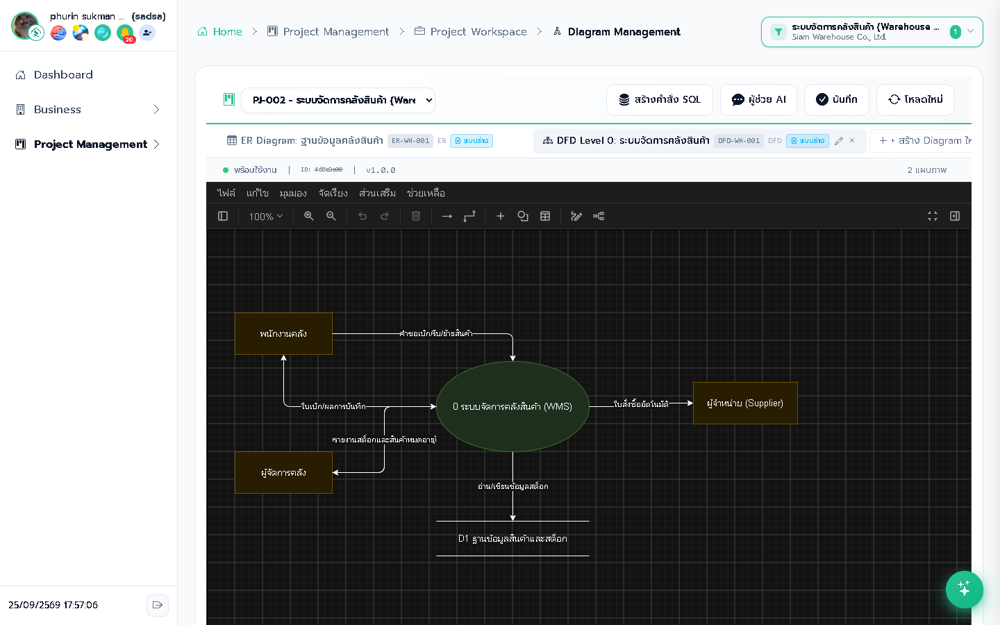 phurin sukman ... (sadsa)
20
Dashboard
Business
Project Management
25/09/2569 17:57:06
Home
Project Management
Project Workspace
Diagram Management
ระบบจัดการคลังสินค้า (Warehouse ...
Siam Warehouse Co., Ltd.
1
PJ-002 - ระบบจัดการคลังสินค้า (Ware
สร้างคำสั่ง SQL
ผู้ช่วย AI
บันทึก
โหลดใหม่
ER Diagram: ฐานข้อมูลคลังสินค้า ER-WH-001 ER แบบร่าง
DFD Level 0: ระบบจัดการคลังสินค้า DFD-WH-001 DFD แบบร่าง
+ สร้าง Diagram ให
พร้อมใช้งาน | ID: 4d8e9e00 | v1.0.0
2 แผนภาพ
ไฟล์ แก้ไข มุมมอง จัดเรียง ส่วนเสริม ช่วยเหลือ
100%
พนักงานคลัง
คำขอเบิก/รับ/ย้ายสินค้า
ใบเบิก/ผลการบันทึก
0 ระบบจัดการคลังสินค้า (WMS)
ใบสั่งซื้ออัตโนมัติ
ผู้จำหน่าย (Supplier)
รายงานสต็อกและสินค้าหมดอายุ
ผู้จัดการคลัง
อ่าน/เขียนข้อมูลสต็อก
D1 ฐานข้อมูลสินค้าและสต็อก